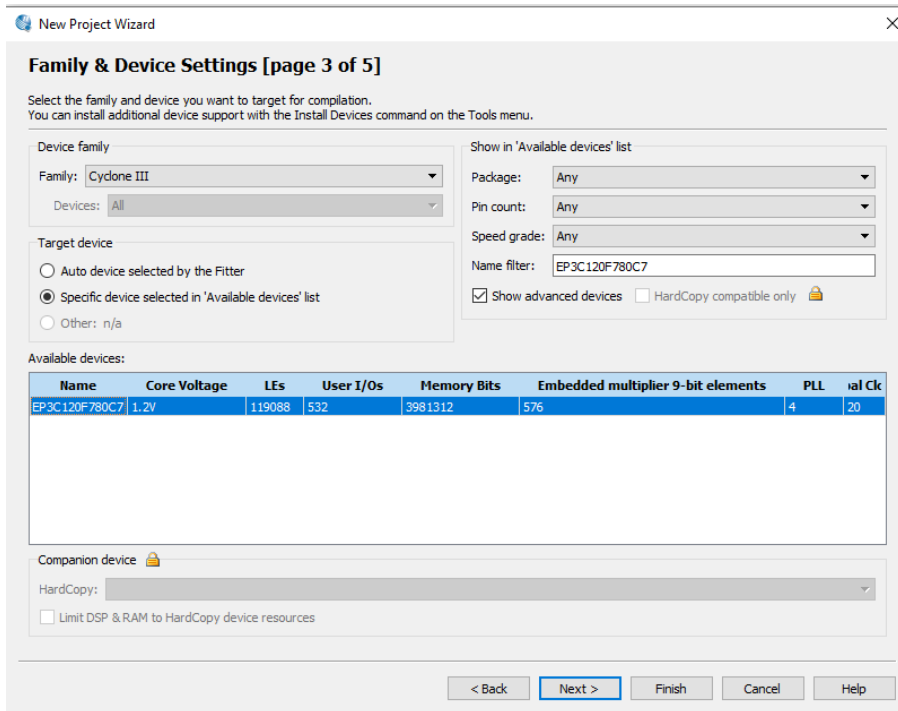 New Project Wizard
Family & Device Settings [page 3 of 5]
Select the family and device you want to target for compilation.
You can install additional device support with the Install Devices command on the Tools menu.
Device family
Family: Cyclone III
Devices: All
Target device
Auto device selected by the Fitter
Specific device selected in 'Available devices' list
Other: n/a
Show in 'Available devices' list
Package: Any
Pin count: Any
Speed grade: Any
Name filter: EP3C120F780C7
Show advanced devices HardCopy compatible only
Available devices:
Name Core Voltage LEs User I/Os Memory Bits Embedded multiplier 9-bit elements PLL al Clc
EP3C120F780C7 1.2V 119088 532 3981312 576 4 20
Companion device
HardCopy:
Limit DSP & RAM to HardCopy device resources
< Back Next > Finish Cancel Help